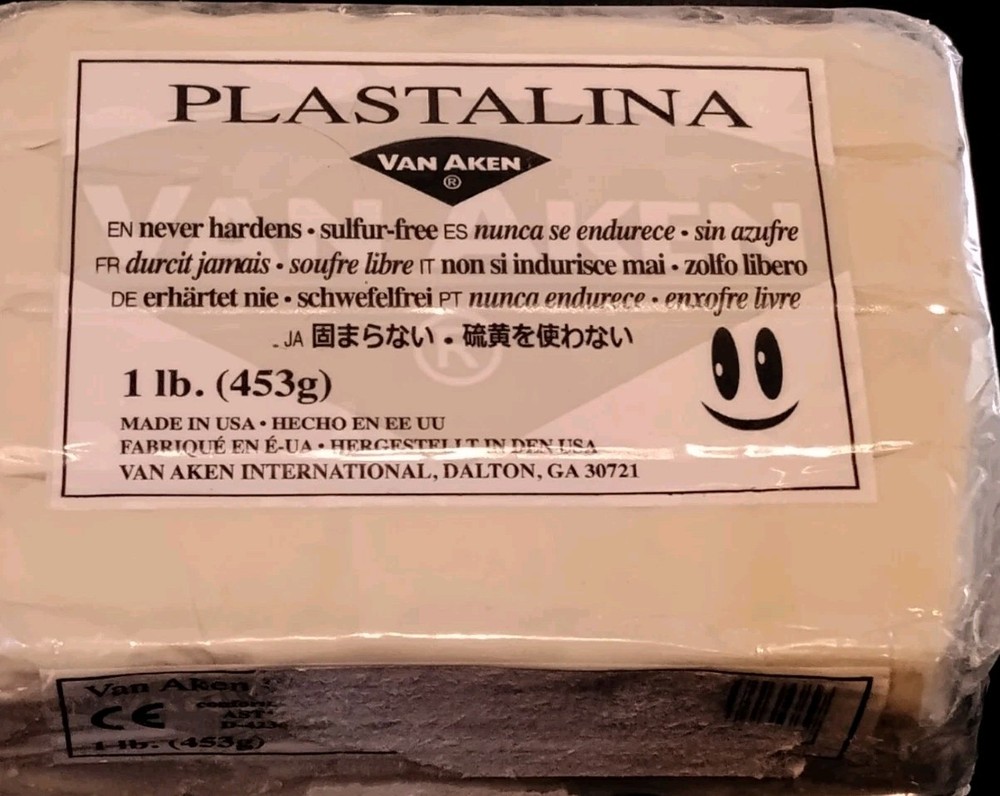 PLASTALINA
VAN AKEN
®
EN never hardens • sulfur-free ES nunca se endurece • sin azufre
FR durcit jamais • soufre libre IT non si indurisce mai • zolfo libero
DE erhärtet nie • schwefelfrei PT nunca endurece • enxofre livre
JA 固まらない • 硫黄を使わない
1 lb. (453g)
MADE IN USA • HECHO EN EE UU
FABRIQUÉ EN É-UA • HERGESTELLT IN DEN USA
VAN AKEN INTERNATIONAL, DALTON, GA 30721
VAN AKEN
®
Van Aken
CE
1 lb. (453g)